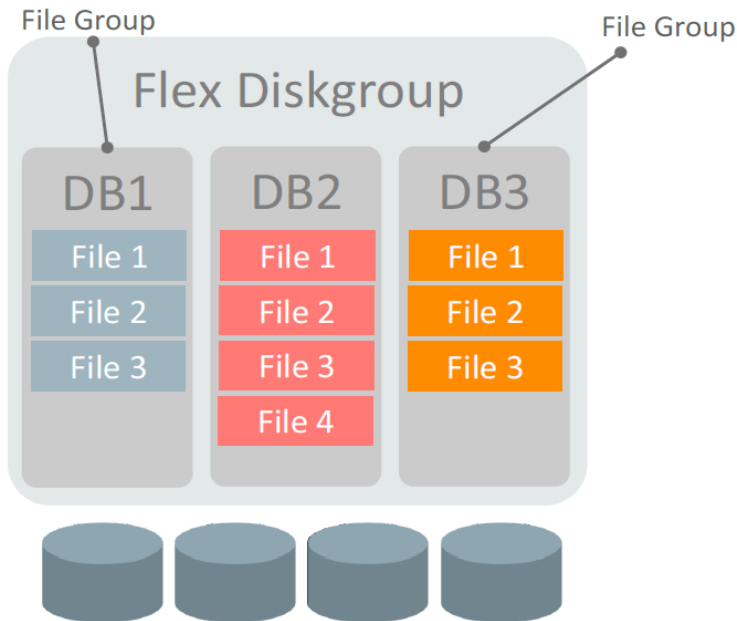 File Group
File Group
Flex Diskgroup
DB1
File 1
File 2
File 3
DB2
File 1
File 2
File 3
File 4
DB3
File 1
File 2
File 3